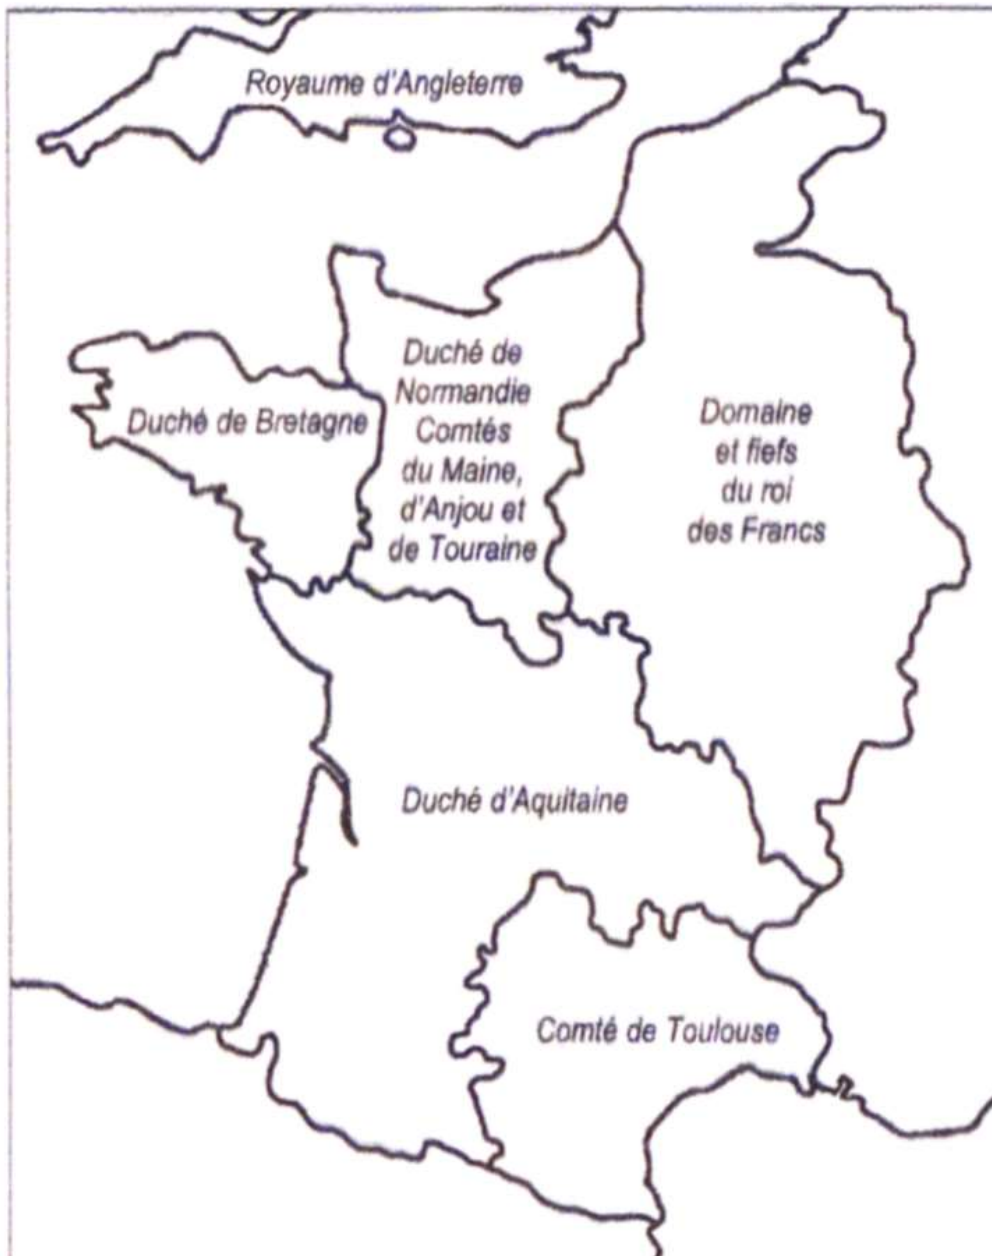 Royaume d'Angleterre
Duché de
Normandie
Comtés
du Maine,
d'Anjou et
de Touraine
Duché de Bretagne
Domaine
et fiefs
du roi
des Francs
Duché d'Aquitaine
Comté de Toulouse